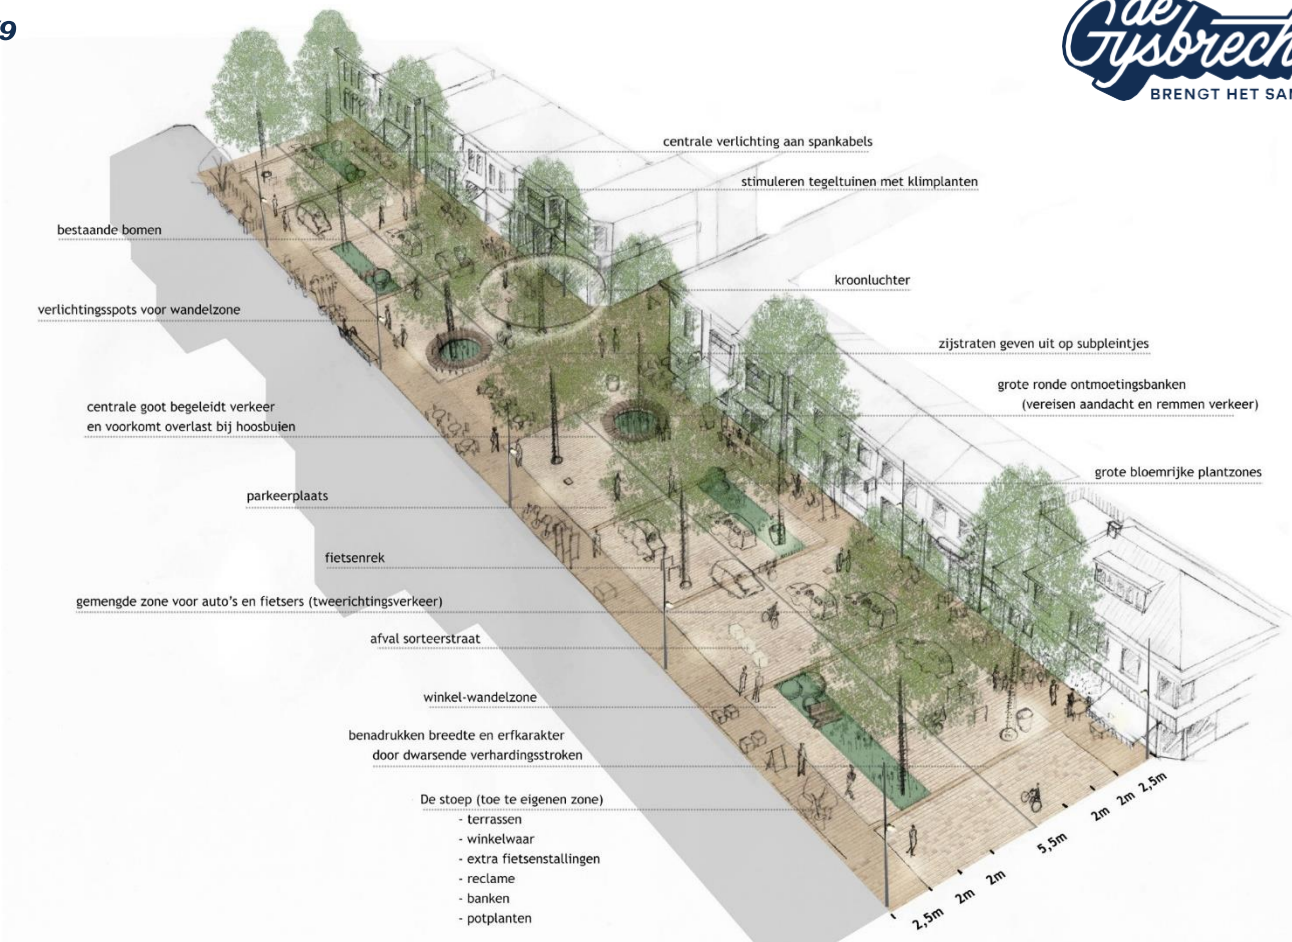 de
BRENGT HET
centrale verlichting aan spankabels
stimuleren tegeltuinen met klimplanten
bestaande bomen
kroonluchter
verlichtingsspots voor wandelzone
zijstraten geven uit op subpleintjes
grote ronde ontmoetingsbanken
(vereisen aandacht en remmen verkeer)
centrale goot begeleidt verkeer
en voorkomt overlast bij hoosbuien
grote bloemrijke plantzones
parkeerplaats
fietsenrek
gemengde zone voor auto's en fietsers (tweerichtingsverkeer)
afval sorteerstraat
winkel-wandelzone
benadrukken breedte en erfkarakter
door dwarsende verhardingsstroken
De stoep (toe te eigenen zone)
- terrassen
- winkelwaar
- extra fietsenstallingen
- reclame
- banken
- potplanten
2,5m 2m 2m 5,5m 2m 2m 2,5m